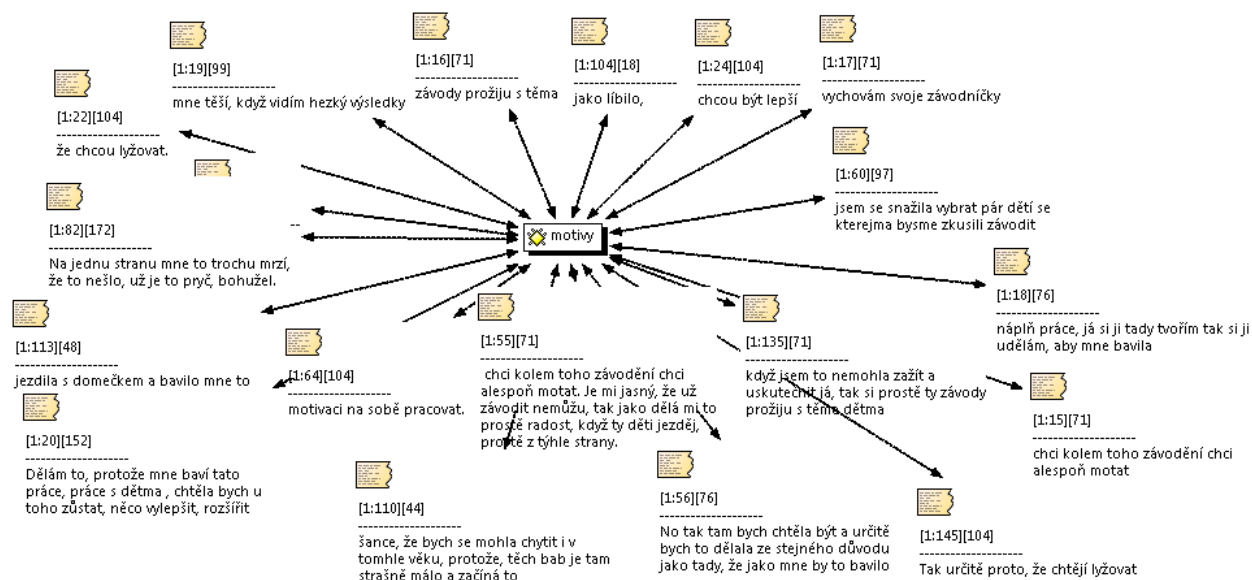 [1:19][99]
mne těší, když vidím hezký výsledky
[1:16][71]
závody prožiju s těma
[1:104][18]
jako líbilo,
[1:24][104]
chcou být lepší
[1:17][71]
vychovám svoje závodníčky
[1:22][104]
že chcou lyžovat.
[1:60][97]
jsem se snažila vybrat pár dětí se
kterejma bysme zkusili závodit
[1:82][172]
Na jednu stranu mne to trochu mrzí,
že to nešlo, už je to pryč, bohužel.
motivy
[1:18][76]
náplň práce, já si ji tady tvořím tak si ji
udělám, aby mne bavila
[1:113][48]
jezdila s domečkem a bavilo mne to
[1:64][104]
motivaci na sobě pracovat.
[1:55][71]
chci kolem toho závodění chci
alespoň motat. Je mi jasný, že už
závodit nemůžu, tak jako dělá mi to
prostě radost, když ty děti jezděj,
prostě z týhle strany.
[1:135][71]
když jsem to nemohla zažít a
uskutečnit já, tak si prostě ty závody
prožiju s těma dětma
[1:15][71]
chci kolem toho závodění chci
alespoň motat
[1:20][152]
Dělám to, protože mne baví tato
práce, práce s dětma , chtěla bych u
toho zůstat, něco vylepšit, rozšířit
[1:110][44]
šance, že bych se mohla chytit i v
tomhle věku, protože, těch bab je tam
strašně málo a začíná to
[1:56][76]
No tak tam bych chtěla být a určitě
bych to dělala ze stejného důvodu
jako tady, že jako mne by to bavilo
[1:145][104]
Tak určitě proto, že chtějí lyžovat